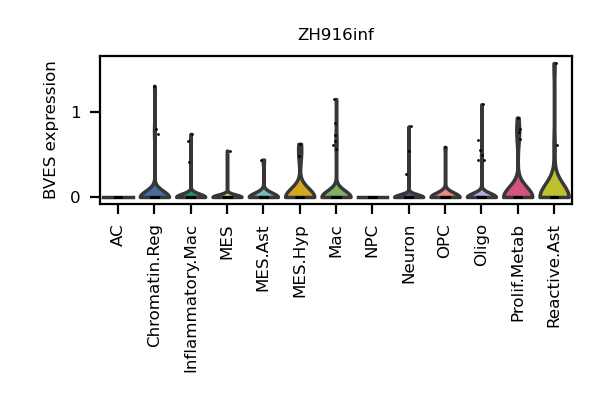 ZH916inf
BVES expression
1
0
AC
Chromatin.Reg
Inflammatory.Mac
MES
MES.Ast
MES.Hyp
Mac
NPC
Neuron
OPC
Oligo
Prolif.Metab
Reactive.Ast